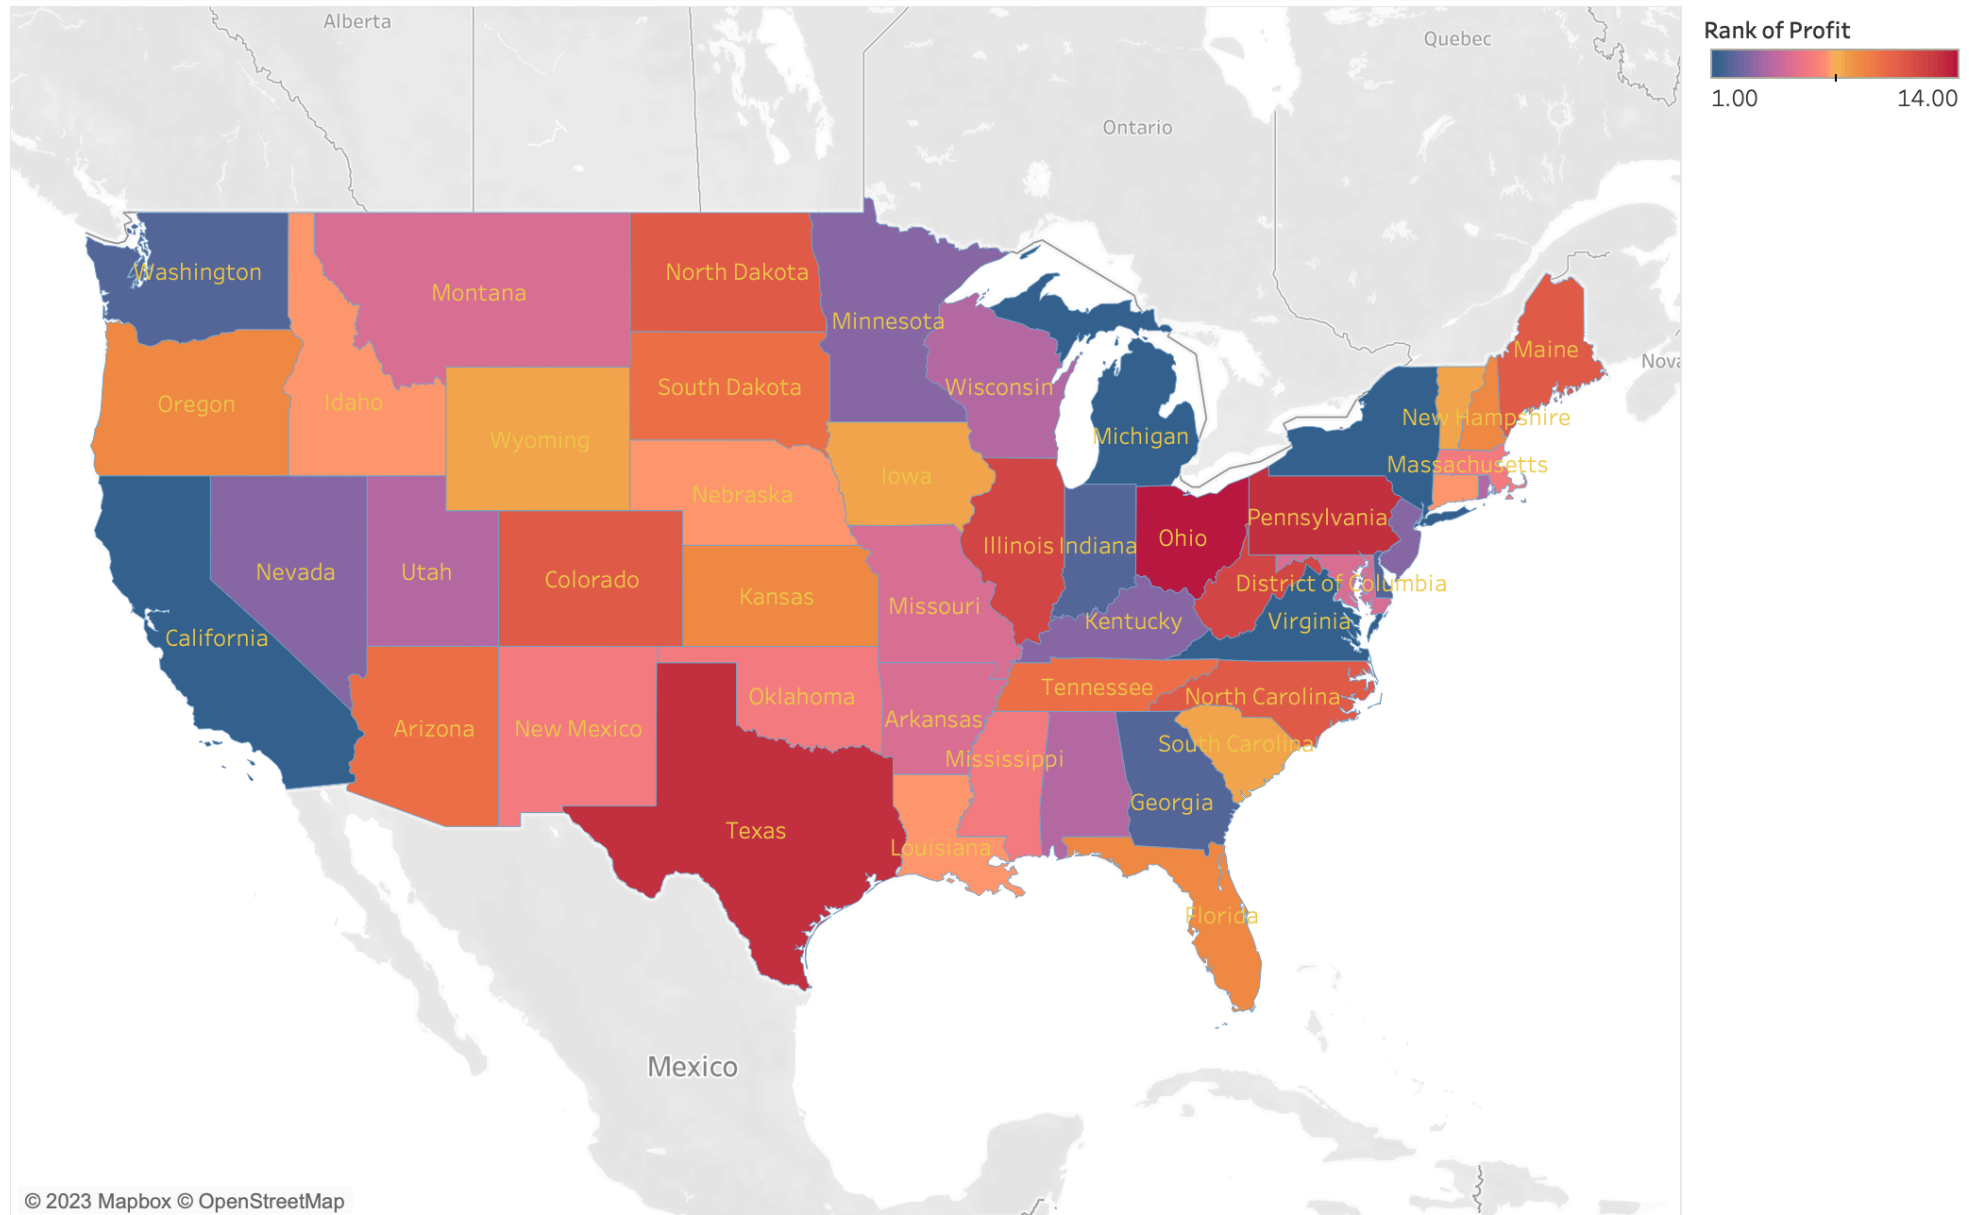 Alberta
Quebec
Rank of Profit
1.00 14.00
Ontario
Washington
Montana
North Dakota
Minnesota
Maine
Nova
Oregon
Idaho
South Dakota
Wisconsin
New Hampshire
Wyoming
Michigan
Massachusetts
Nebraska
Iowa
Pennsylvania
Ohio
Illinois
Indiana
Nevada
Utah
Colorado
Kansas
District of Columbia
Missouri
Kentucky
Virginia
California
Tennessee
North Carolina
Oklahoma
Arizona
New Mexico
Arkansas
South Carolina
Mississippi
Georgia
Texas
Louisiana
Florida
Mexico
© 2023 Mapbox © OpenStreetMap